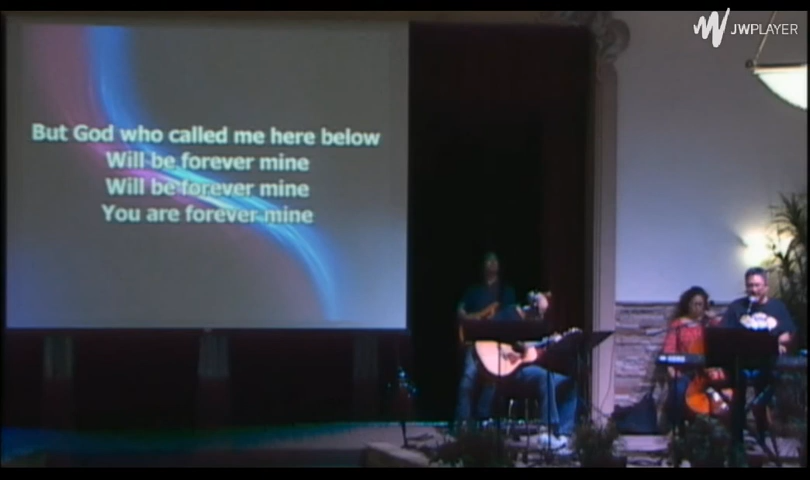 JWPLAYER
But God who called me here below
Will be forever mine
Will be forever mine
You are forever mine